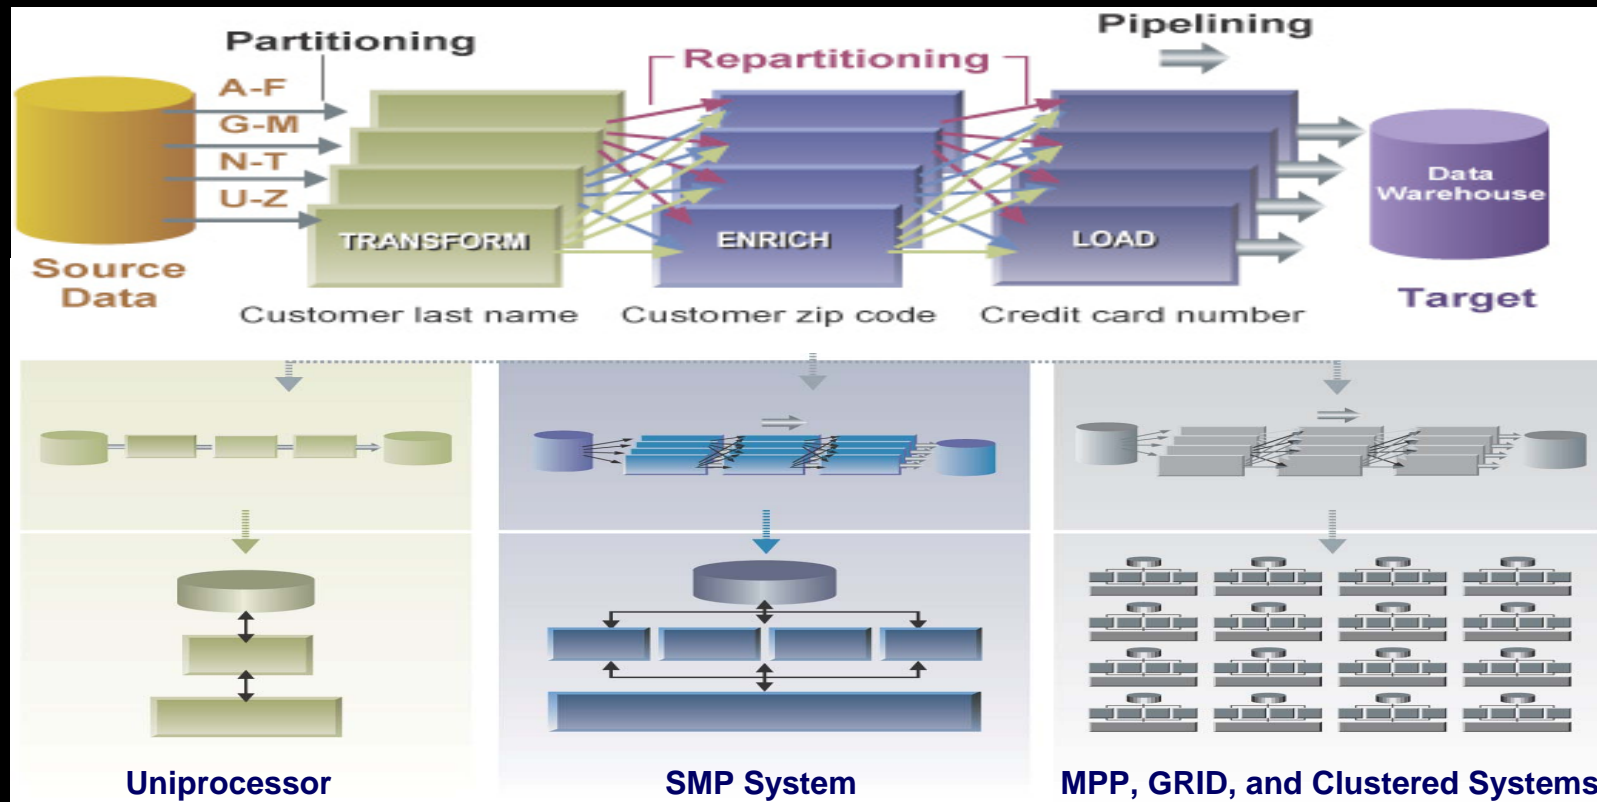 Partitioning
Repartitioning
Pipelining
A-F
G-M
N-T
U-Z
TRANSFORM
ENRICH
LOAD
Data
Warehouse
Source
Data
Target
Customer last name
Customer zip code
Credit card number
Uniprocessor
SMP System
MPP, GRID, and Clustered Systems